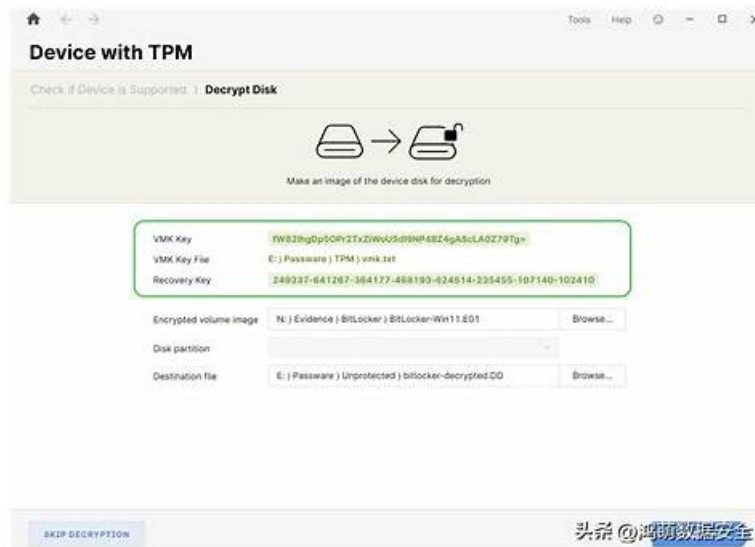 Tools Help
Device with TPM
Check if Device is Supported | Decrypt Disk
Make an image of the device disk for decryption
VMK Key
VMK Key File E: ⟩ Passware ⟩ TPM ⟩ vmk.txt
Recovery Key 249337-641267-364177-468193-624514-235455-107140-102410
Encrypted volume image N: ⟩ Evidence ⟩ BitLocker ⟩ BitLocker-Win11.E01 Browse...
Disk partition
Destination file E: ⟩ Passware ⟩ Unprotected ⟩ bitlocker-decrypted.DD Browse...
SKIP DECRYPTION
头条 @鸿萌数据安全